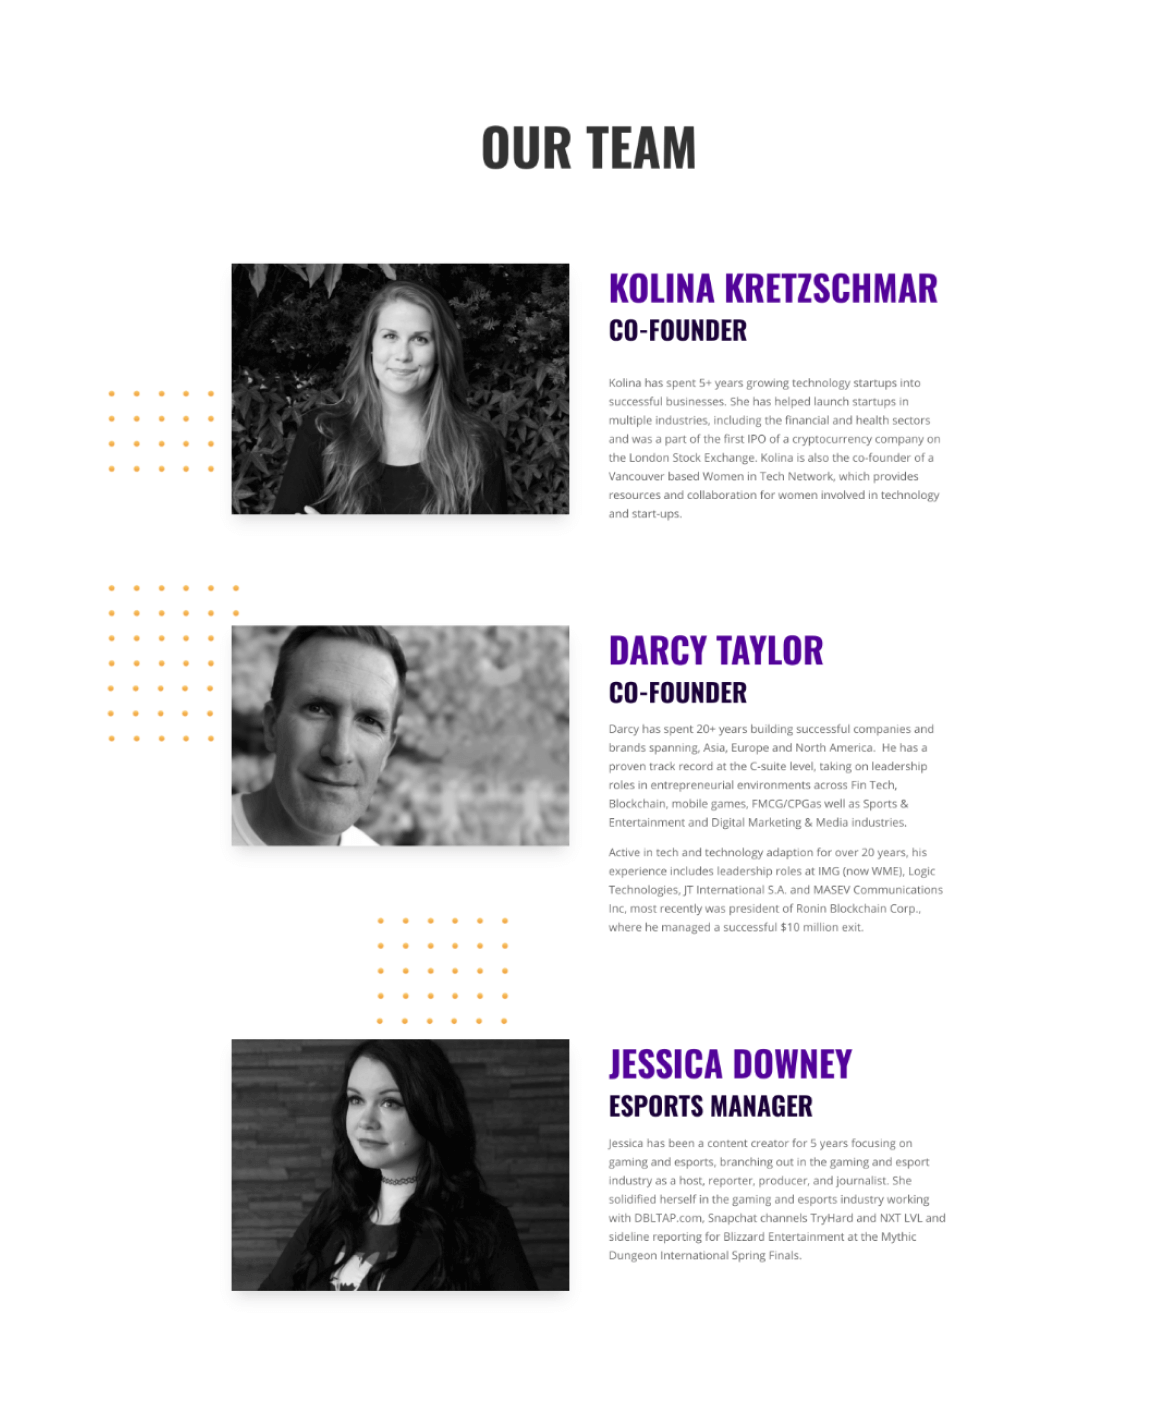 OUR TEAM
KOLINA KRETZSCHMAR
CO-FOUNDER
Kolina has spent 5+ years growing technology startups into
successful businesses. She has helped launch startups in
multiple industries, including the financial and health sectors
and was a part of the first IPO of a cryptocurrency company on
the London Stock Exchange. Kolina is also the co-founder of a
Vancouver based Women in Tech Network, which provides
resources and collaboration for women involved in technology
and start-ups.
DARCY TAYLOR
CO-FOUNDER
Darcy has spent 20+ years building successful companies and
brands spanning, Asia, Europe and North America.  He has a
proven track record at the C-suite level, taking on leadership
roles in entrepreneurial environments across Fin Tech,
Blockchain, mobile games, FMCG/CPGas well as Sports &
Entertainment and Digital Marketing & Media industries.
Active in tech and technology adaption for over 20 years, his
experience includes leadership roles at IMG (now WME), Logic
Technologies, JT International S.A. and MASEV Communications
Inc, most recently was president of Ronin Blockchain Corp.,
where he managed a successful $10 million exit.
JESSICA DOWNEY
ESPORTS MANAGER
Jessica has been a content creator for 5 years focusing on
gaming and esports, branching out in the gaming and esport
industry as a host, reporter, producer, and journalist. She
solidified herself in the gaming and esports industry working
with DBLTAP.com, Snapchat channels TryHard and NXT LVL and
sideline reporting for Blizzard Entertainment at the Mythic
Dungeon International Spring Finals.